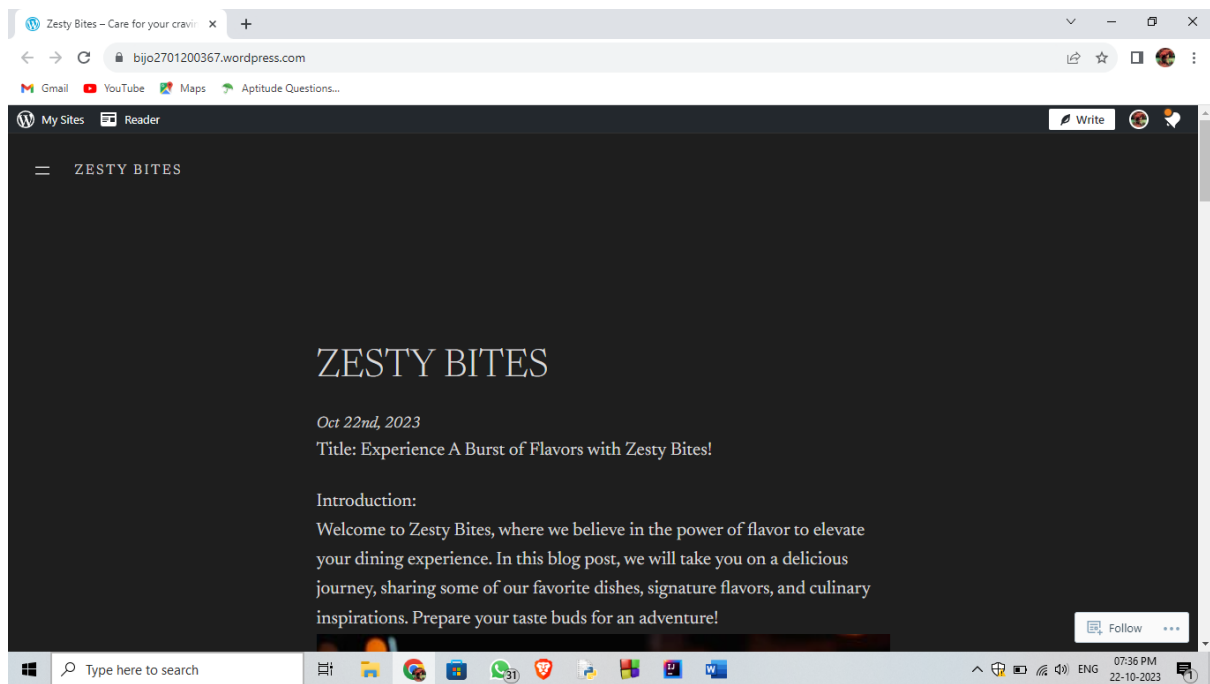 Zesty Bites – Care for your cravin
bijo2701200367.wordpress.com
Gmail YouTube Maps Aptitude Questions...
My Sites Reader Write
ZESTY BITES
ZESTY BITES
Oct 22nd, 2023
Title: Experience A Burst of Flavors with Zesty Bites!
Introduction:
Welcome to Zesty Bites, where we believe in the power of flavor to elevate
your dining experience. In this blog post, we will take you on a delicious
journey, sharing some of our favorite dishes, signature flavors, and culinary
inspirations. Prepare your taste buds for an adventure!
Follow
Type here to search 31 ENG 07:36 PM
22-10-2023 1